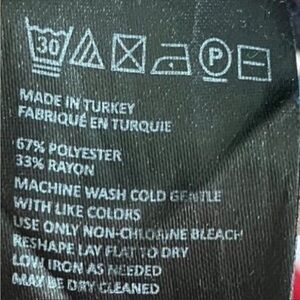 30 P
MADE IN TURKEY
FABRIQUÉ EN TURQUIE
67% POLYESTER
33% RAYON
MACHINE WASH COLD GENTLE
WITH LIKE COLORS
USE ONLY NON-CHLORINE BLEACH
RESHAPE LAY FLAT TO DRY
LOW IRON AS NEEDED
MAY BE DRY CLEANED